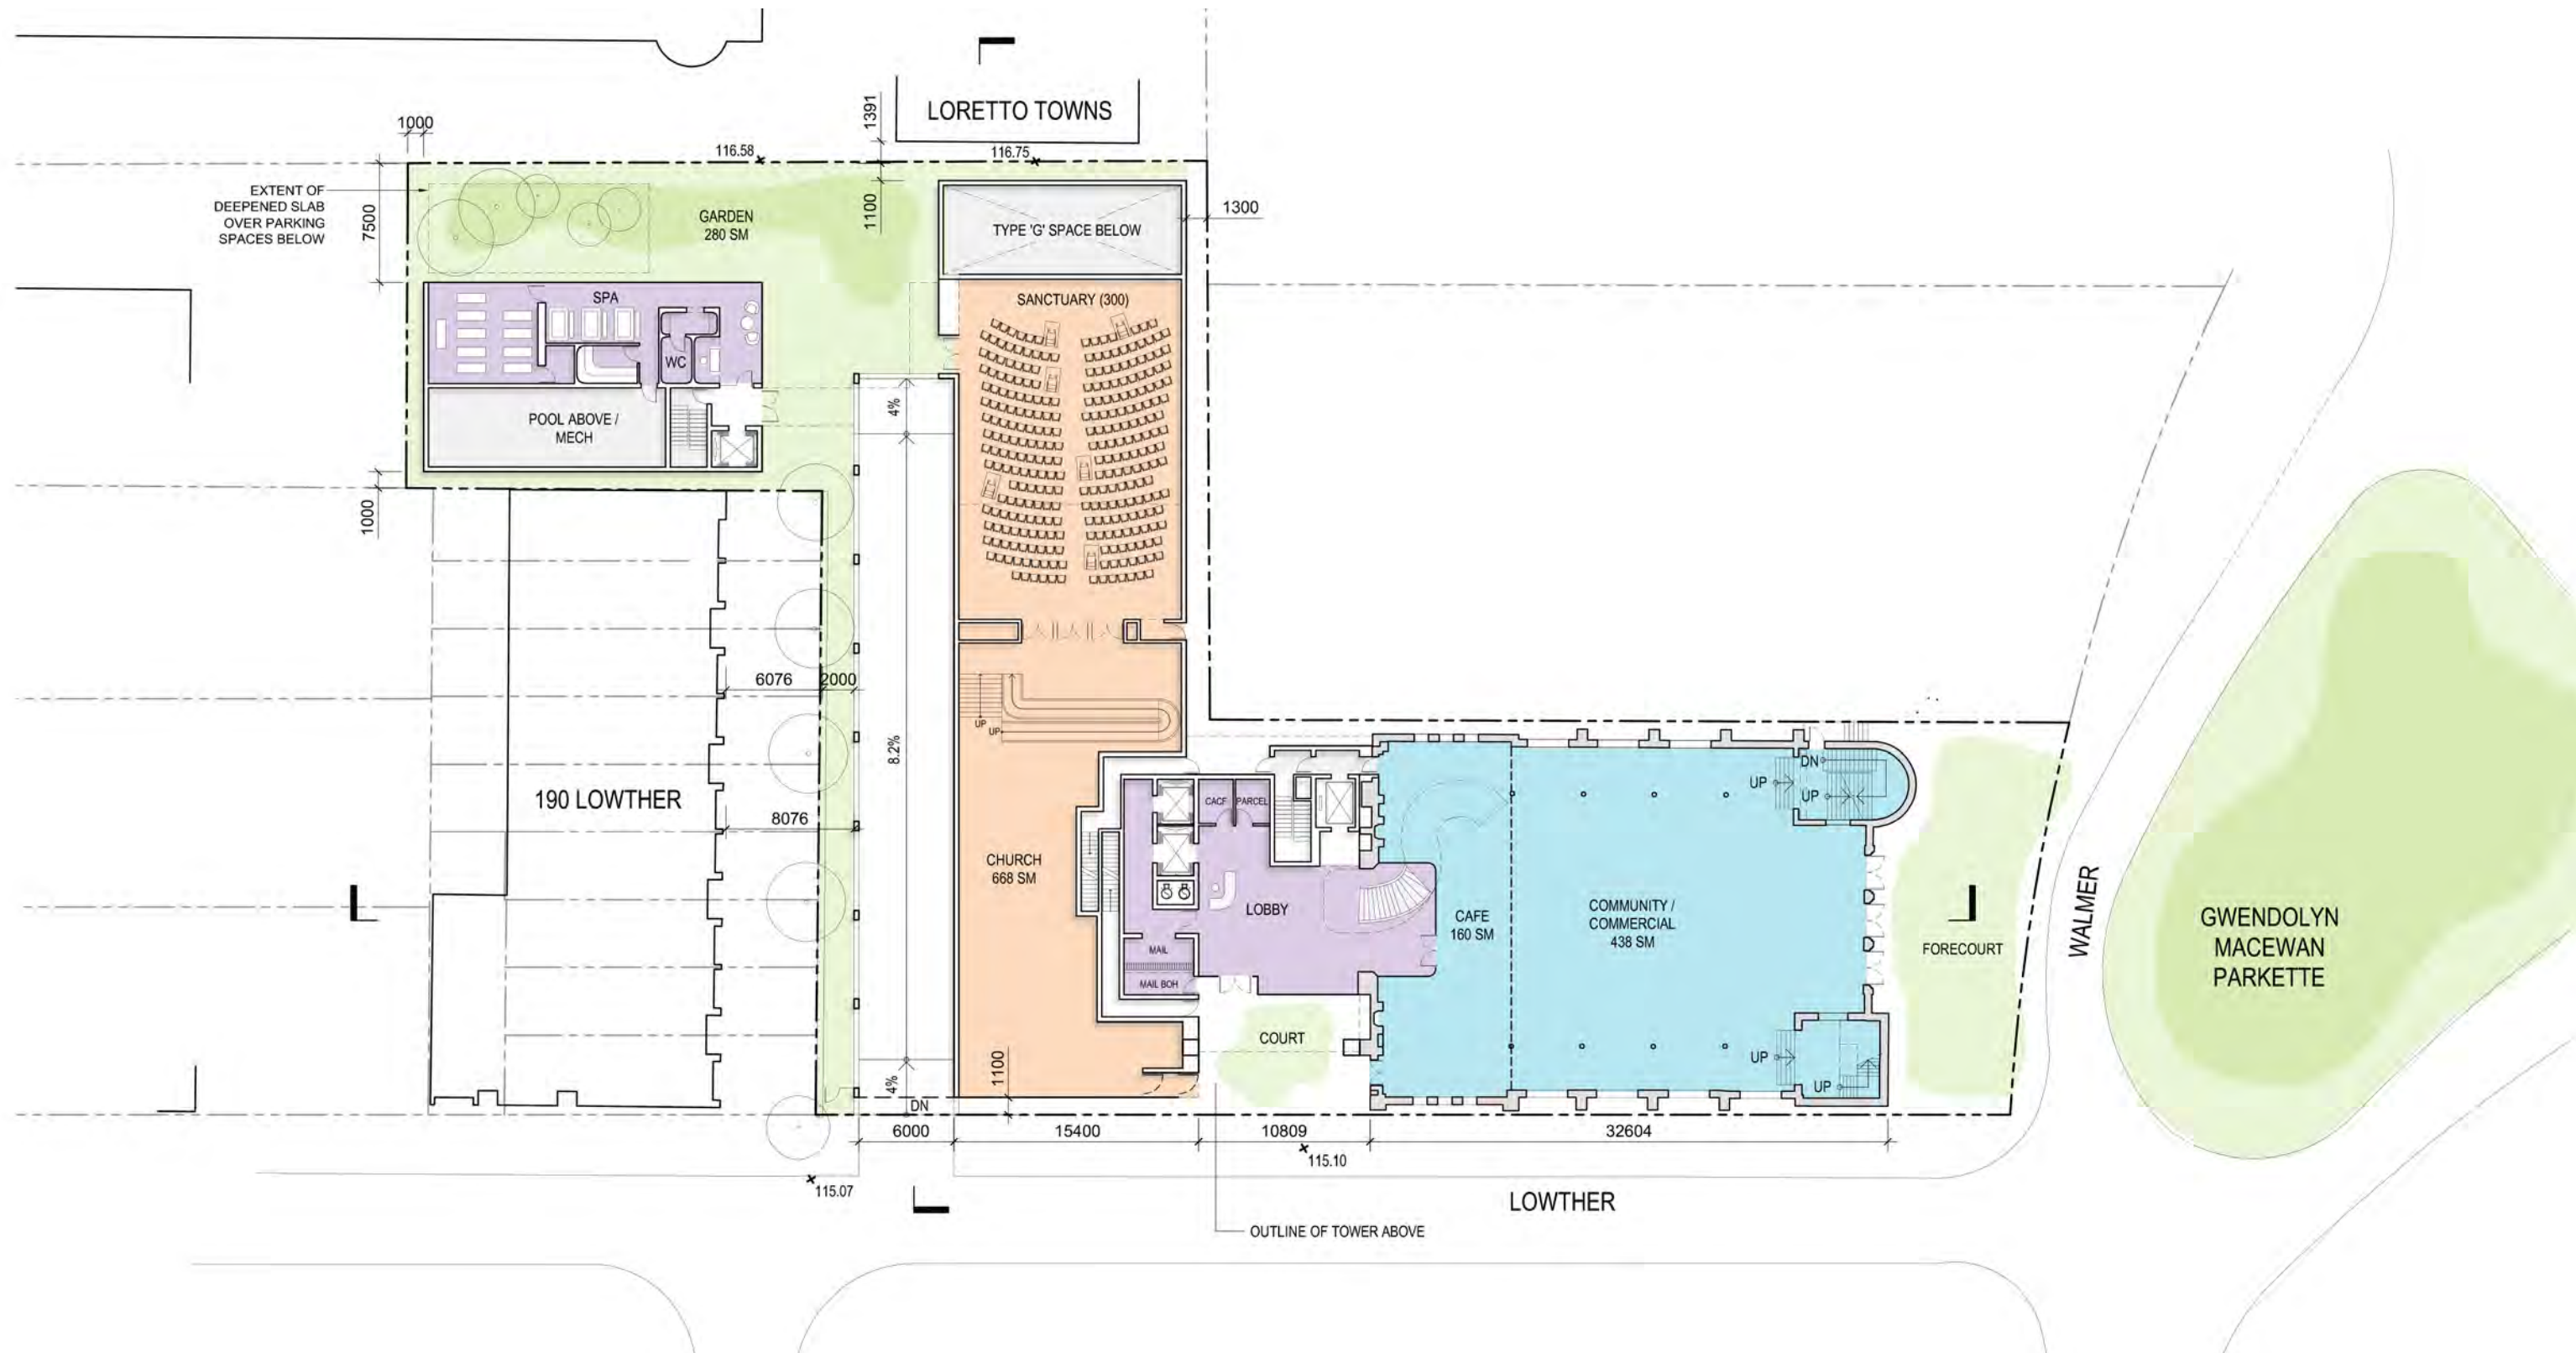 LORETTO TOWNS
1391
1000
116.58
116.75
EXTENT OF
DEEPENED SLAB
OVER PARKING
SPACES BELOW
7500
GARDEN
280 SM
1100
TYPE 'G' SPACE BELOW
1300
SPA
WC
POOL ABOVE /
MECH
SANCTUARY (300)
4%
1000
6076
2000
UP
UP
8.2%
190 LOWTHER
8076
CHURCH
668 SM
CACF
PARCEL
LOBBY
MAIL
MAIL BOH
COURT
CAFE
160 SM
COMMUNITY /
COMMERCIAL
438 SM
UP
DN
UP
UP
UP
FORECOURT
WALMER
GWENDOLYN
MACEWAN
PARKETTE
4%
1100
DN
6000
15400
10809
32604
115.10
115.07
LOWTHER
OUTLINE OF TOWER ABOVE